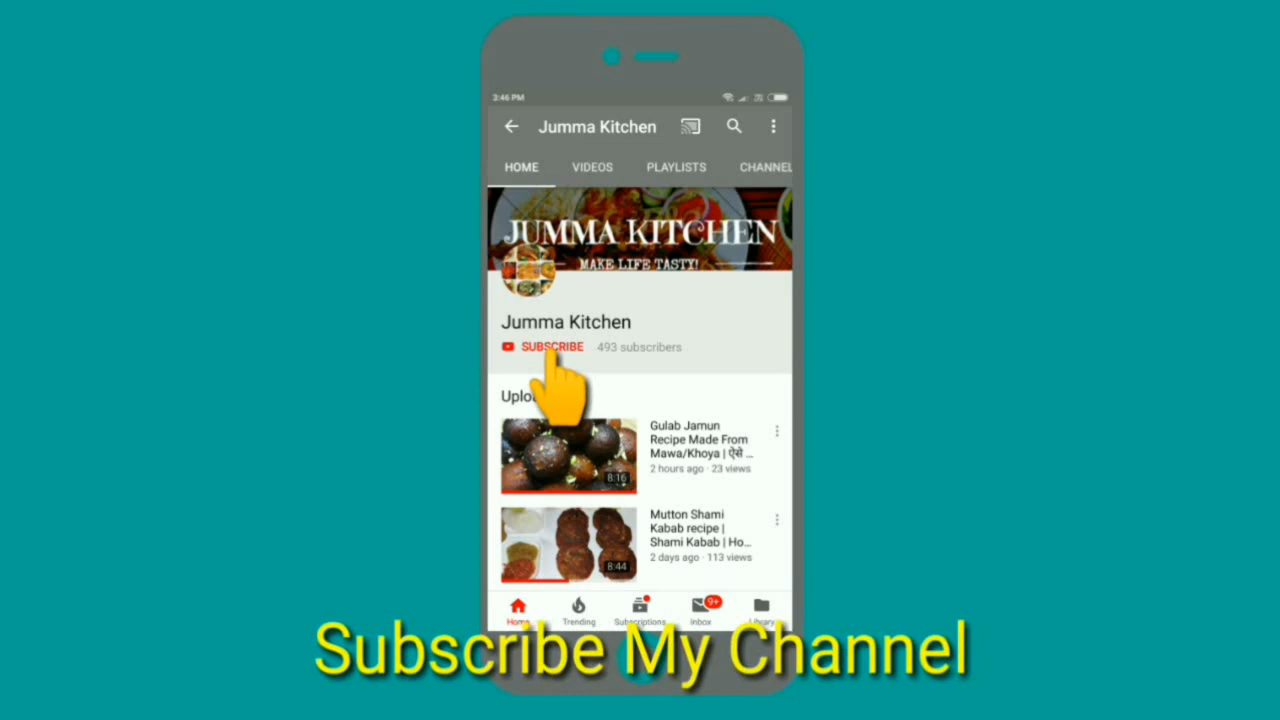 3:46 PM
Jumma Kitchen
HOME VIDEOS PLAYLISTS CHANNEL
JUMMA KITCHEN
MAKE LIFE TASTY!
Jumma Kitchen
SUBSCRIBE 493 subscribers
Gulab Jamun
Recipe Made From
Mawa/Khoya | ऐसे ...
2 hours ago · 23 views
8:16
Mutton Shami
Kabab recipe |
Shami Kabab | Ho...
2 days ago · 113 views
8:44
9+
Home Trending Subscriptions Inbox Library
Subscribe My Channel